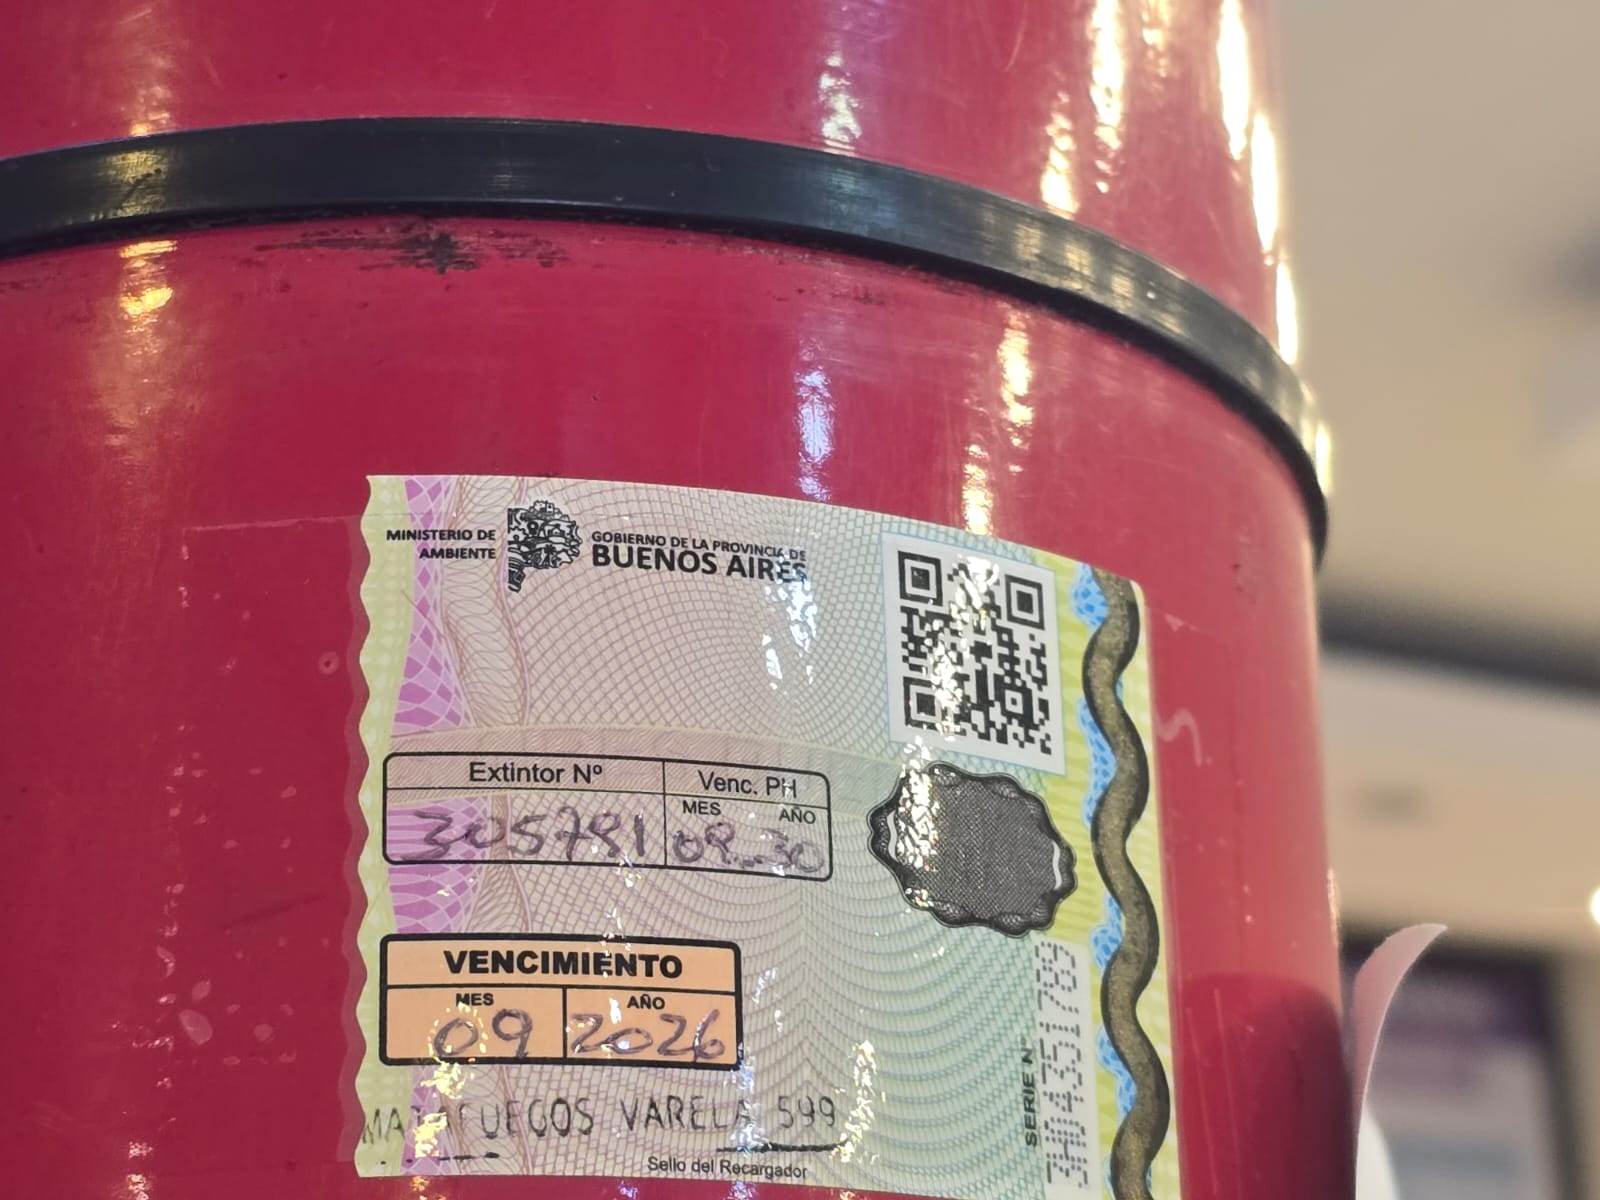 MINISTERIO DE
AMBIENTE
GOBIERNO DE LA PROVINCIA DE
BUENOS AIRES
Extintor Nº
Venc. PH
MES
AÑO
305791
09
30
VENCIMIENTO
MES
AÑO
09
2026
MATAFUEGOS VARELA 599
Sello del Recargador
SERIE Nº